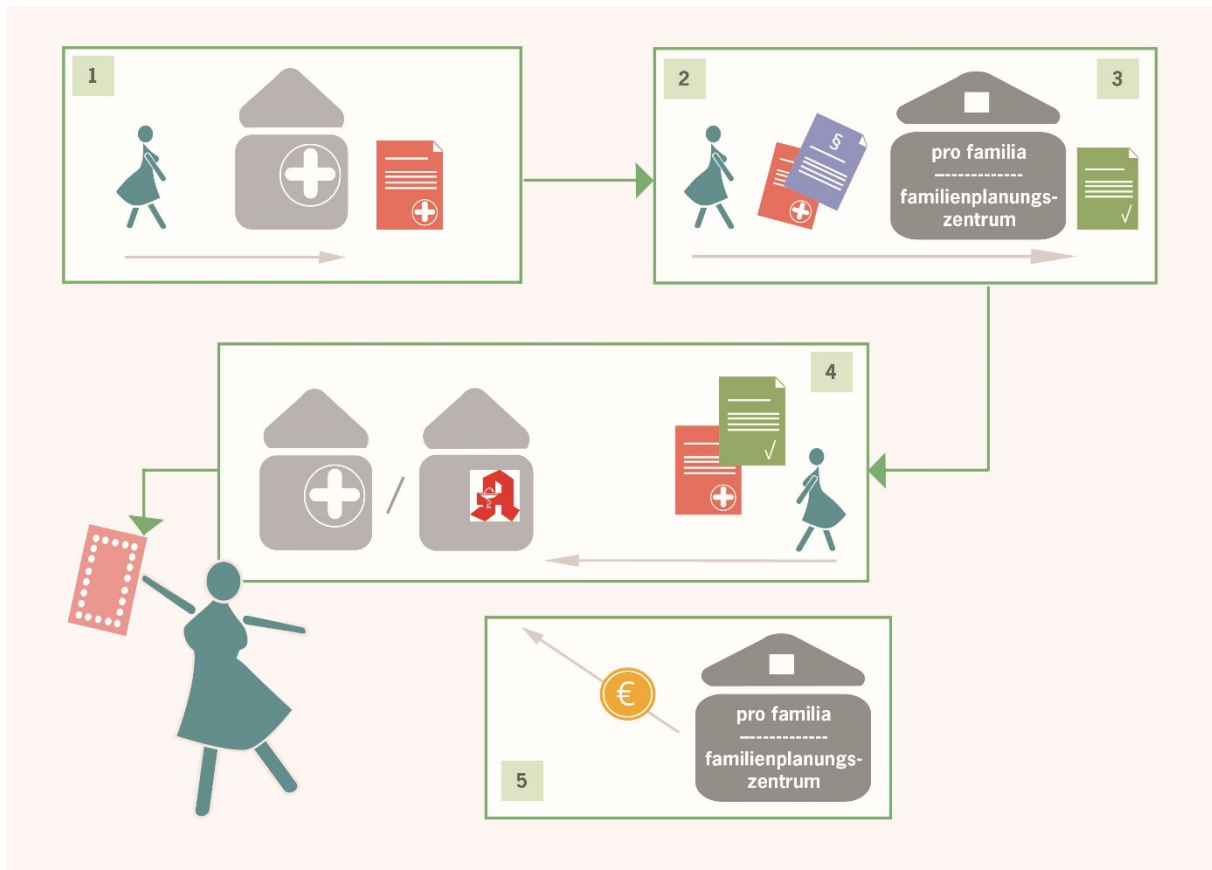 1
2
3
§
pro familia
-------------
familienplanungs-
zentrum
√
4
√
A
€
pro familia
-------------
familienplanungs-
zentrum
5